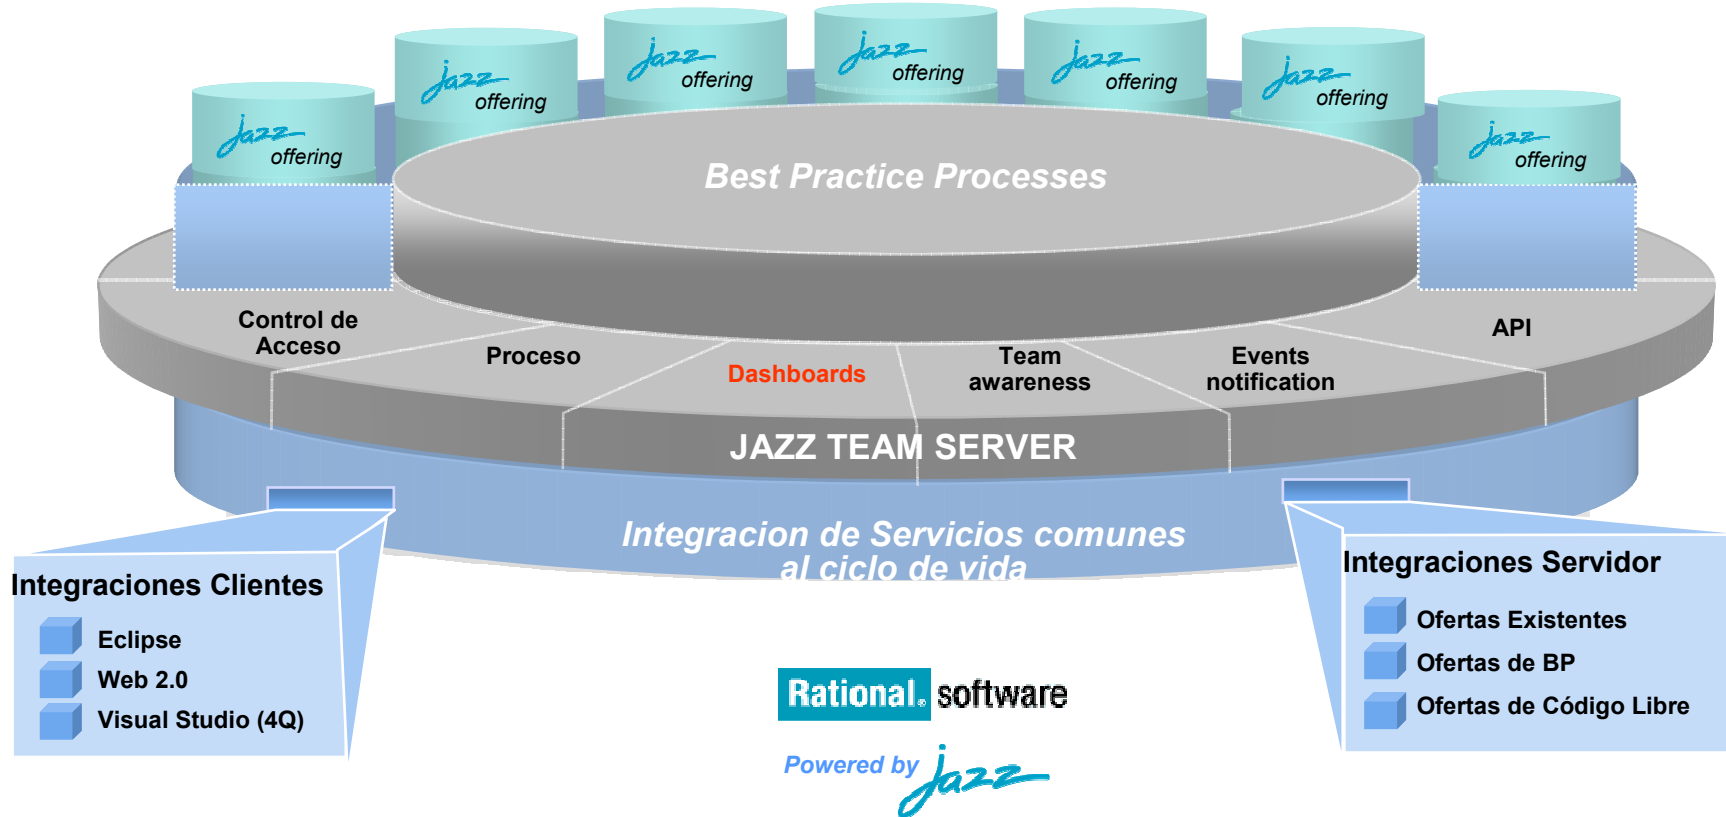 jazz
offering
jazz
offering
jazz
offering
jazz
offering
jazz
offering
jazz
offering
jazz
offering
Best Practice Processes
Control de
Acceso
Proceso
Dashboards
Team
awareness
Events
notification
API
JAZZ TEAM SERVER
Integracion de Servicios comunes
al ciclo de vida
Integraciones Clientes
Eclipse
Web 2.0
Visual Studio (4Q)
Integraciones Servidor
Ofertas Existentes
Ofertas de BP
Ofertas de Código Libre
Rational® software
Powered by jazz